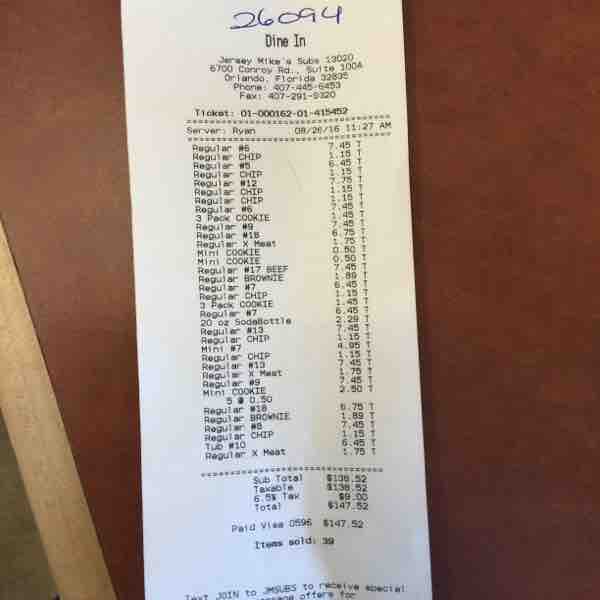 26094
Dine In
Jersey Mike's Subs 13020
6700 Conroy Rd., Suite 100A
Orlando, Florida 32835
Phone: 407-445-6453
Fax: 407-291-9320
Ticket: 01-000162-01-415452
Server: Ryan 08/26/16 11:27 AM
Regular #6 7.45 T
Regular CHIP 1.15 T
Regular #5 6.45 T
Regular CHIP 1.15 T
Regular #12 7.75 T
Regular CHIP 1.15 T
Regular CHIP 1.15 T
Regular #6 7.45 T
3 Pack COOKIE 1.45 T
Regular #9 7.45 T
Regular #18 6.75 T
Regular X Meat 1.75 T
Mini COOKIE 0.50 T
Mini COOKIE 0.50 T
Regular #17 BEEF 7.45 T
Regular BROWNIE 1.89 T
Regular #7 6.45 T
Regular CHIP 1.15 T
3 Pack COOKIE 1.45 T
Regular #7 6.45 T
20 oz SodaBottle 2.29 T
Regular #13 7.45 T
Regular CHIP 1.15 T
Mini #7 4.95 T
Regular CHIP 1.15 T
Regular #13 7.45 T
Regular X Meat 1.75 T
Regular #9 7.45 T
Mini COOKIE 2.50 T
5 @ 0.50
Regular #18 6.75 T
Regular BROWNIE 1.89 T
Regular #8 7.45 T
Regular CHIP 1.15 T
Tub #10 6.45 T
Regular X Meat 1.75 T
Sub Total $138.52
Taxable $138.52
6.5% Tax $9.00
Total $147.52
Paid Visa 0596 $147.52
Items sold: 39
Text JOIN to JMSUBS to receive special
offers for